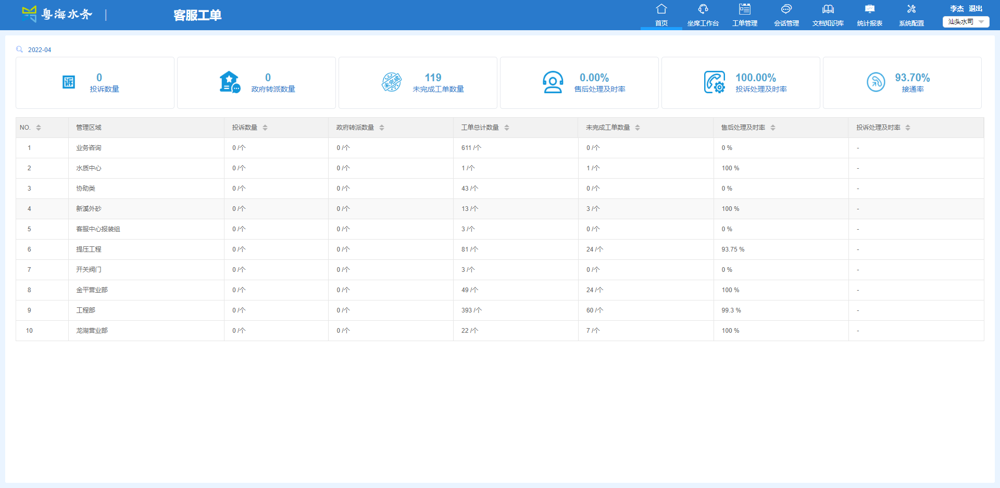 粤海水务 |
客服工单
首页 坐席工作台 工单管理 会话管理 文档知识库 统计报表 系统配置
李杰 退出
汕头水司
2022-04
诉
0
投诉数量
0
政府转派数量
未完成
119
未完成工单数量
0.00%
售后处理及时率
100.00%
投诉处理及时率
93.70%
接通率
NO. 管理区域 投诉数量 政府转派数量 工单总计数量 未完成工单数量 售后处理及时率 投诉处理及时率
1 业务咨询 0 /个 0 /个 611 /个 0 /个 0 % -
2 水质中心 0 /个 0 /个 1 /个 1 /个 100 % -
3 协助类 0 /个 0 /个 43 /个 0 /个 0 % -
4 新溪外砂 0 /个 0 /个 13 /个 3 /个 100 % -
5 客服中心报装组 0 /个 0 /个 3 /个 0 /个 0 % -
6 提压工程 0 /个 0 /个 81 /个 24 /个 93.75 % -
7 开关阀门 0 /个 0 /个 3 /个 0 /个 0 % -
8 金平营业部 0 /个 0 /个 49 /个 24 /个 100 % -
9 工程部 0 /个 0 /个 393 /个 60 /个 99.3 % -
10 龙湖营业部 0 /个 0 /个 22 /个 7 /个 100 % -